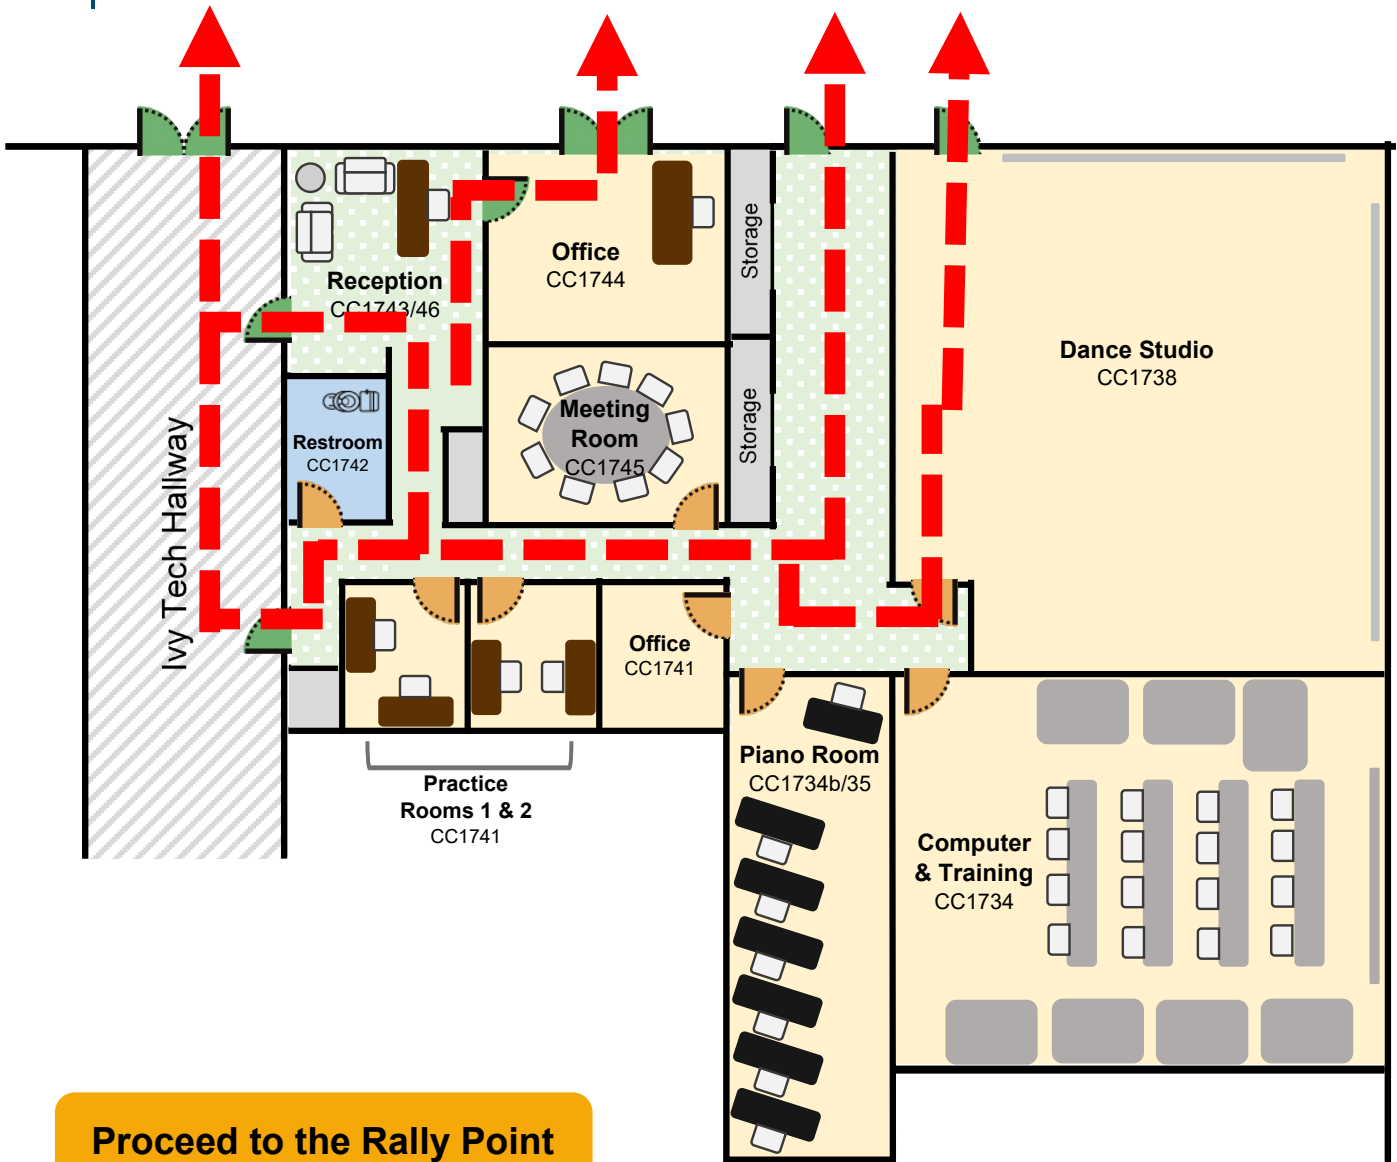 Reception
CC1743/46
Office
CC1744
Storage
Dance Studio
CC1738
Meeting
Room
CC1745
Storage
Restroom
CC1742
Ivy Tech Hallway
Office
CC1741
Practice
Rooms 1 & 2
CC1741
Piano Room
CC1734b/35
Computer
& Training
CC1734
Proceed to the Rally Point